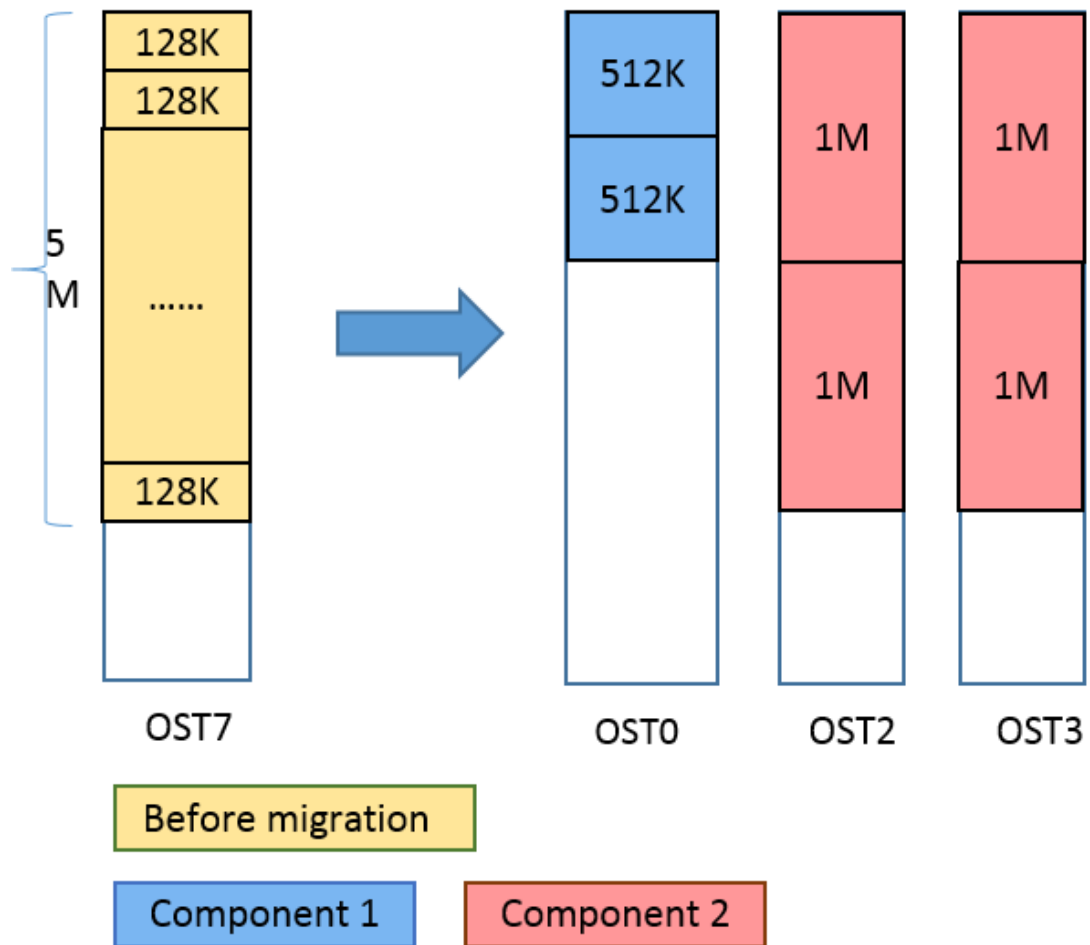 128K
128K
5
M
......
128K
512K
512K
1M
1M
1M
1M
OST7
OST0
OST2
OST3
Before migration
Component 1
Component 2